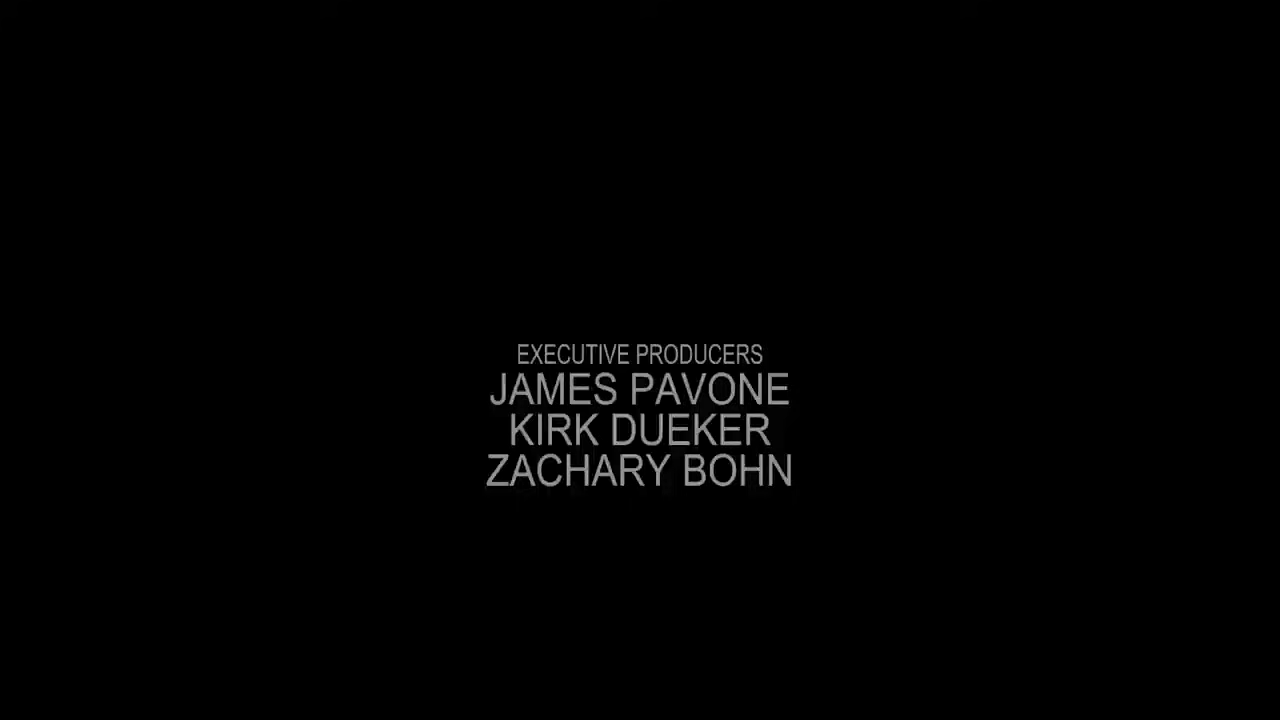 EXECUTIVE PRODUCERS
JAMES PAVONE
KIRK DUEKER
ZACHARY BOHN